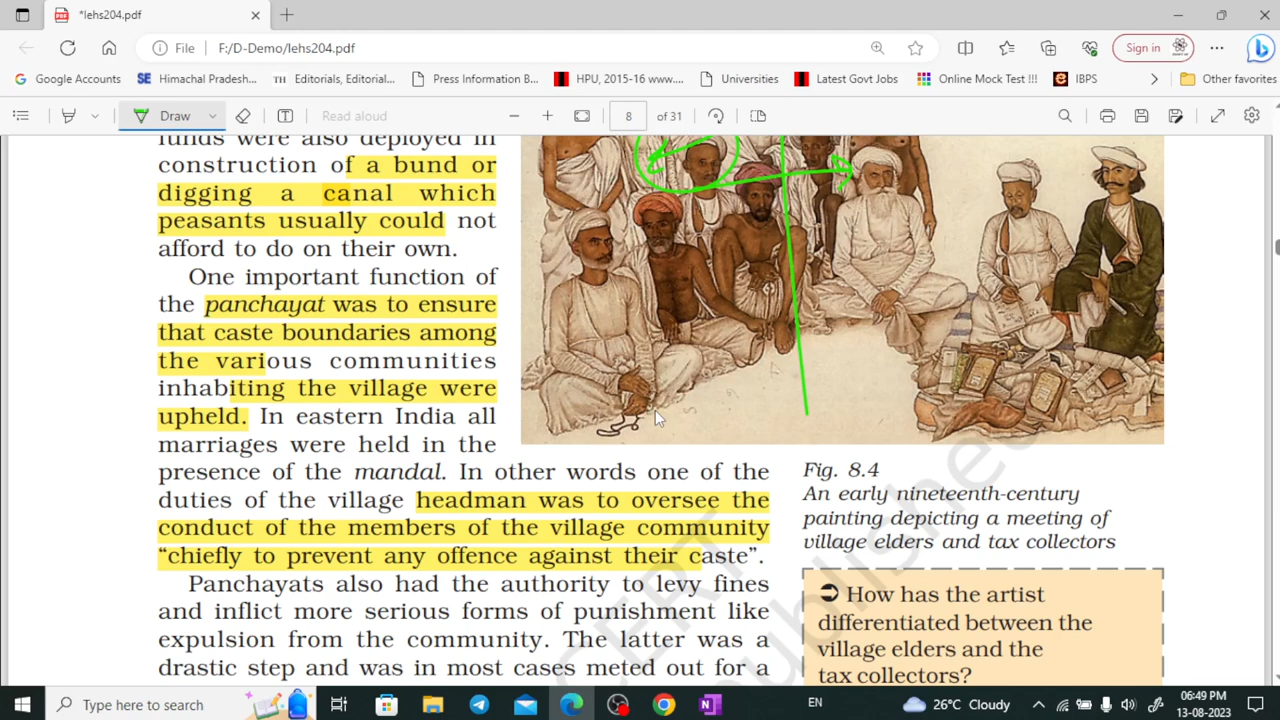 *lehs204.pdf
File
F:/D-Demo/lehs204.pdf
Sign in
Google Accounts
Himachal Pradesh...
Editorials, Editorial...
Press Information B...
HPU, 2015-16 www....
Universities
Latest Govt Jobs
Online Mock Test !!!
IBPS
Other favorites
Draw
Read aloud
8
of 31
funds were also deployed in
construction of a bund or
digging a canal which
peasants usually could not
afford to do on their own.
One important function of
the panchayat was to ensure
that caste boundaries among
the various communities
inhabiting the village were
upheld. In eastern India all
marriages were held in the
presence of the mandal. In other words one of the
duties of the village headman was to oversee the
conduct of the members of the village community
“chiefly to prevent any offence against their caste”.
Panchayats also had the authority to levy fines
and inflict more serious forms of punishment like
expulsion from the community. The latter was a
drastic step and was in most cases meted out for a
Fig. 8.4
An early nineteenth-century
painting depicting a meeting of
village elders and tax collectors
How has the artist
differentiated between the
village elders and the
tax collectors?
Type here to search
26°C Cloudy
EN
06:49 PM
13-08-2023